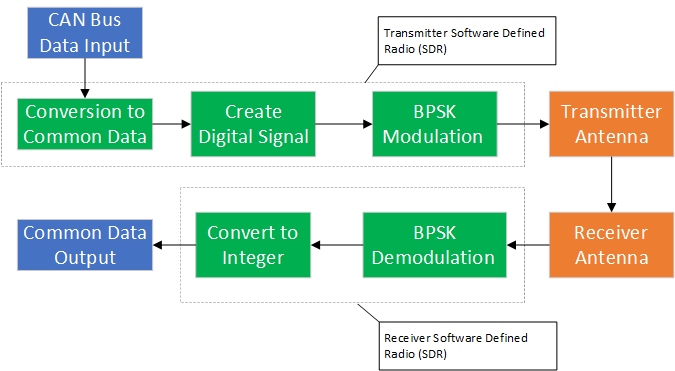 CAN Bus
Data Input
Transmitter Software Defined
Radio (SDR)
Conversion to
Common Data
Create
Digital Signal
BPSK
Modulation
Transmitter
Antenna
Common Data
Output
Convert to
Integer
BPSK
Demodulation
Receiver
Antenna
Receiver Software Defined
Radio (SDR)